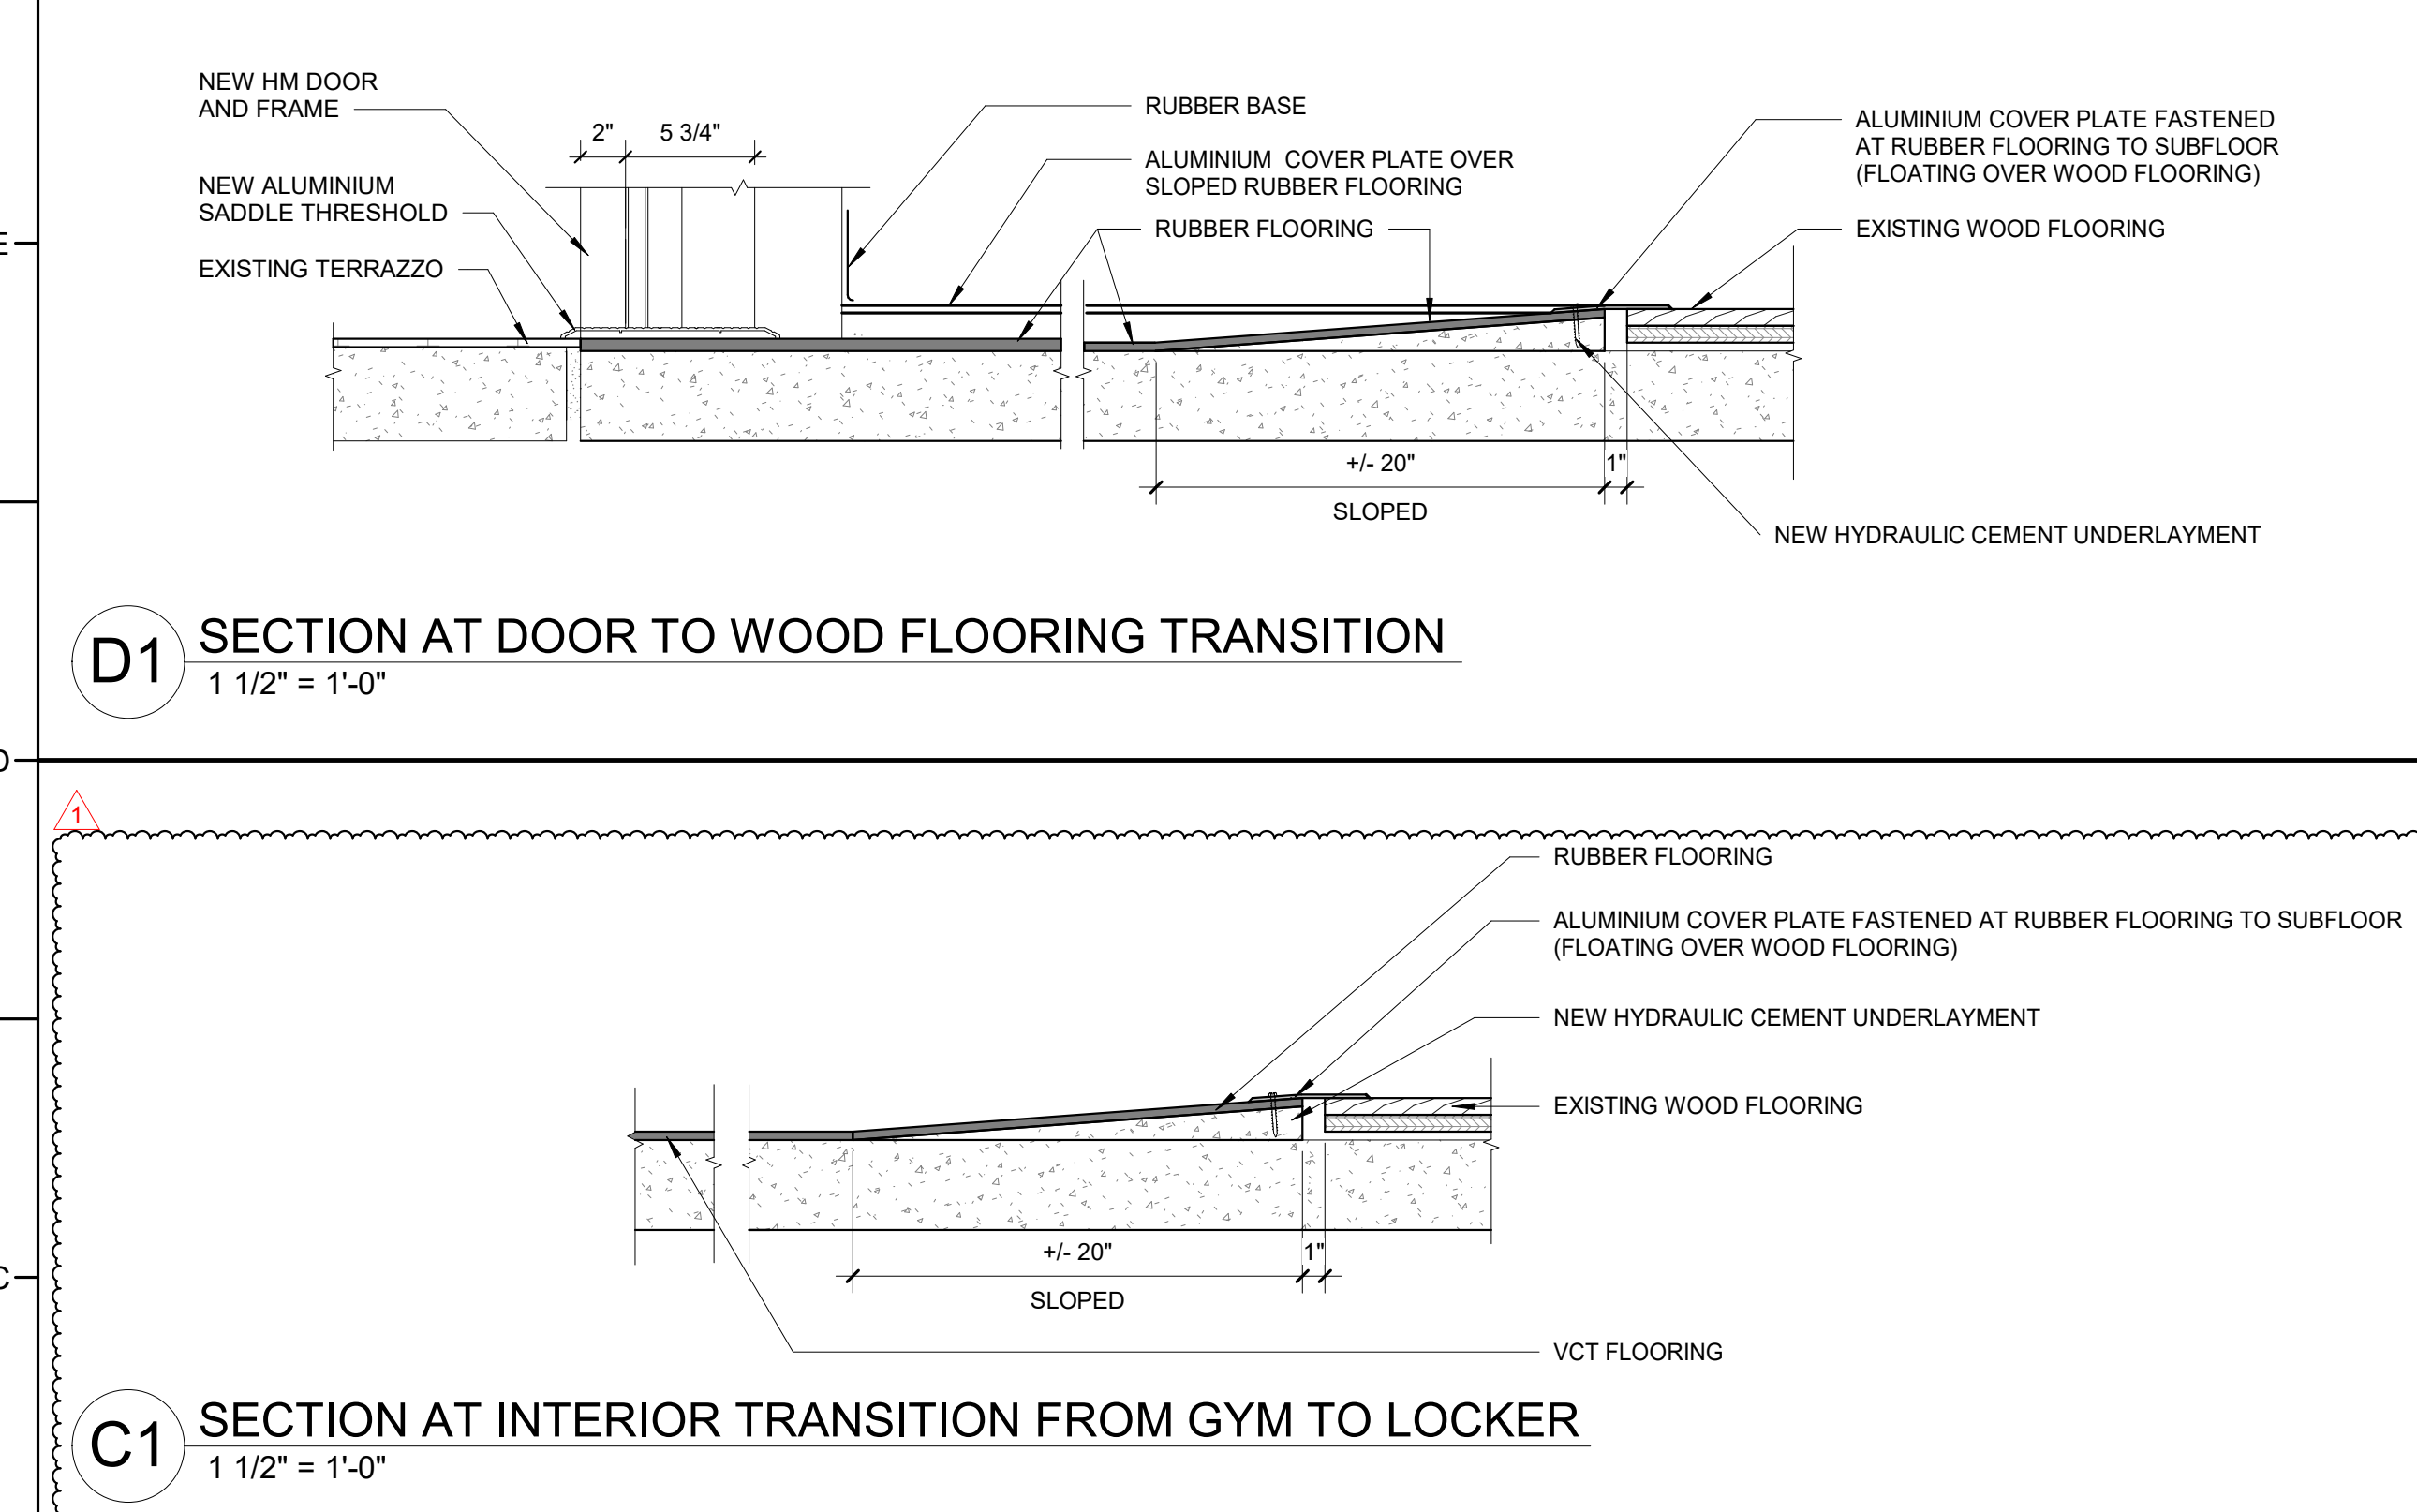 NEW HM DOOR
AND FRAME
2"
5 3/4"
RUBBER BASE
ALUMINIUM COVER PLATE OVER
SLOPED RUBBER FLOORING
RUBBER FLOORING
ALUMINIUM COVER PLATE FASTENED
AT RUBBER FLOORING TO SUBFLOOR
(FLOATING OVER WOOD FLOORING)
EXISTING WOOD FLOORING
NEW ALUMINIUM
SADDLE THRESHOLD
EXISTING TERRAZZO
E
+/- 20"
1"
SLOPED
NEW HYDRAULIC CEMENT UNDERLAYMENT
D1
SECTION AT DOOR TO WOOD FLOORING TRANSITION
1 1/2" = 1'-0"
D
1
RUBBER FLOORING
ALUMINIUM COVER PLATE FASTENED AT RUBBER FLOORING TO SUBFLOOR
(FLOATING OVER WOOD FLOORING)
NEW HYDRAULIC CEMENT UNDERLAYMENT
EXISTING WOOD FLOORING
+/- 20"
1"
SLOPED
C
VCT FLOORING
C1
SECTION AT INTERIOR TRANSITION FROM GYM TO LOCKER
1 1/2" = 1'-0"